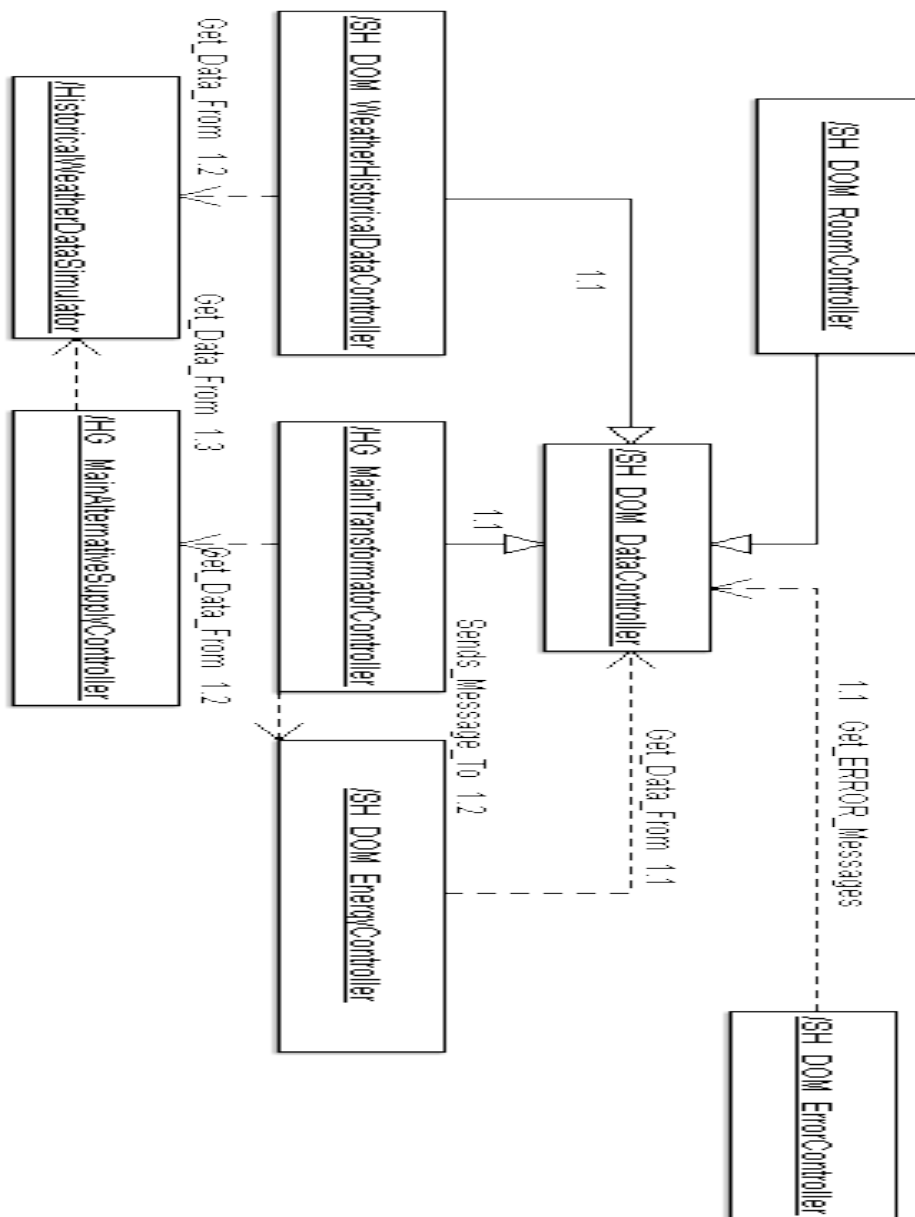 /SH_DOM_RoomController
/SH_DOM_ErrorController
1.1 Get_ERROR_Messages
/SH_DOM_DataController
1.1
Get_Data_From 1.1
1.1
Sends_Message_To 1.2
/SH_DOM_WeatherHistoricalDataController
/HG_MainTransformatorController
/SH_DOM_EnergyController
Get_Data_From 1.2
Get_Data_From 1.3
Get_Data_From 1.2
/HistoricalWeatherDataSimulator
/HG_MainAlternativeSupplyController